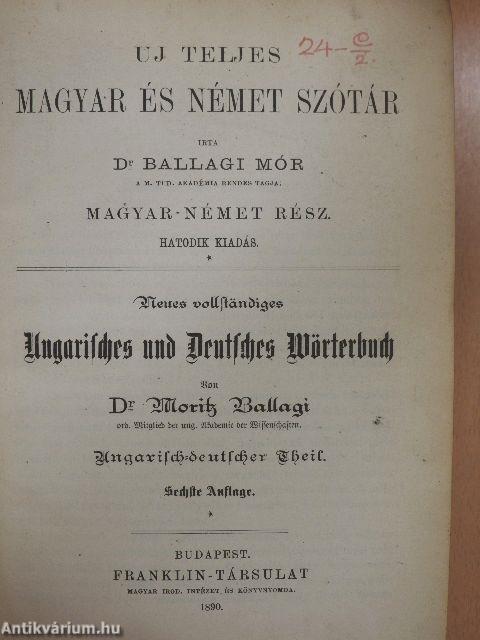 UJ TELJES
MAGYAR ÉS NÉMET SZÓTÁR
IRTA
Dr BALLAGI MÓR
A M. TUD. AKADÉMIA RENDES TAGJA.
MAGYAR-NÉMET RÉSZ.
HATODIK KIADÁS.
*
Neues vollständiges
Ungarisches und Deutsches Wörterbuch
Von
Dr Moritz Ballagi
ord. Mitglied der ung. Akademie der Wissenschaften.
Ungarisch-deutscher Theil.
Sechste Auflage.
*
BUDAPEST.
FRANKLIN-TÁRSULAT
MAGYAR IROD. INTÉZET ÉS KÖNYVNYOMDA.
1890.
Antikvárium.hu